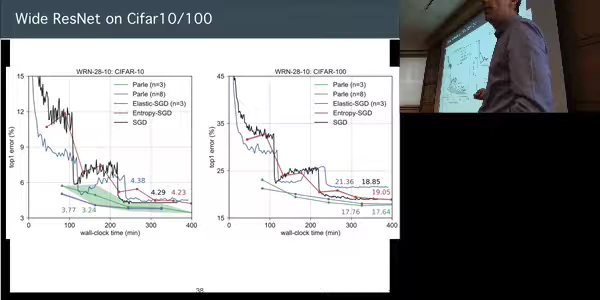 Wide ResNet on Cifar10/100
WRN-28-10: CIFAR-10
15
12
9
6
3
top1 error (%)
Parle (n=3)
Parle (n=8)
Elastic-SGD (n=3)
Entropy-SGD
SGD
4.38
4.29
4.23
3.77
3.24
0
100
200
300
400
wall-clock time (min)
WRN-28-10: CIFAR-100
45
35
25
15
top1 error (%)
Parle (n=3)
Parle (n=8)
Elastic-SGD (n=3)
Entropy-SGD
SGD
21.36
18.85
19.05
17.76
17.64
0
100
200
300
400
wall-clock time (min)
38